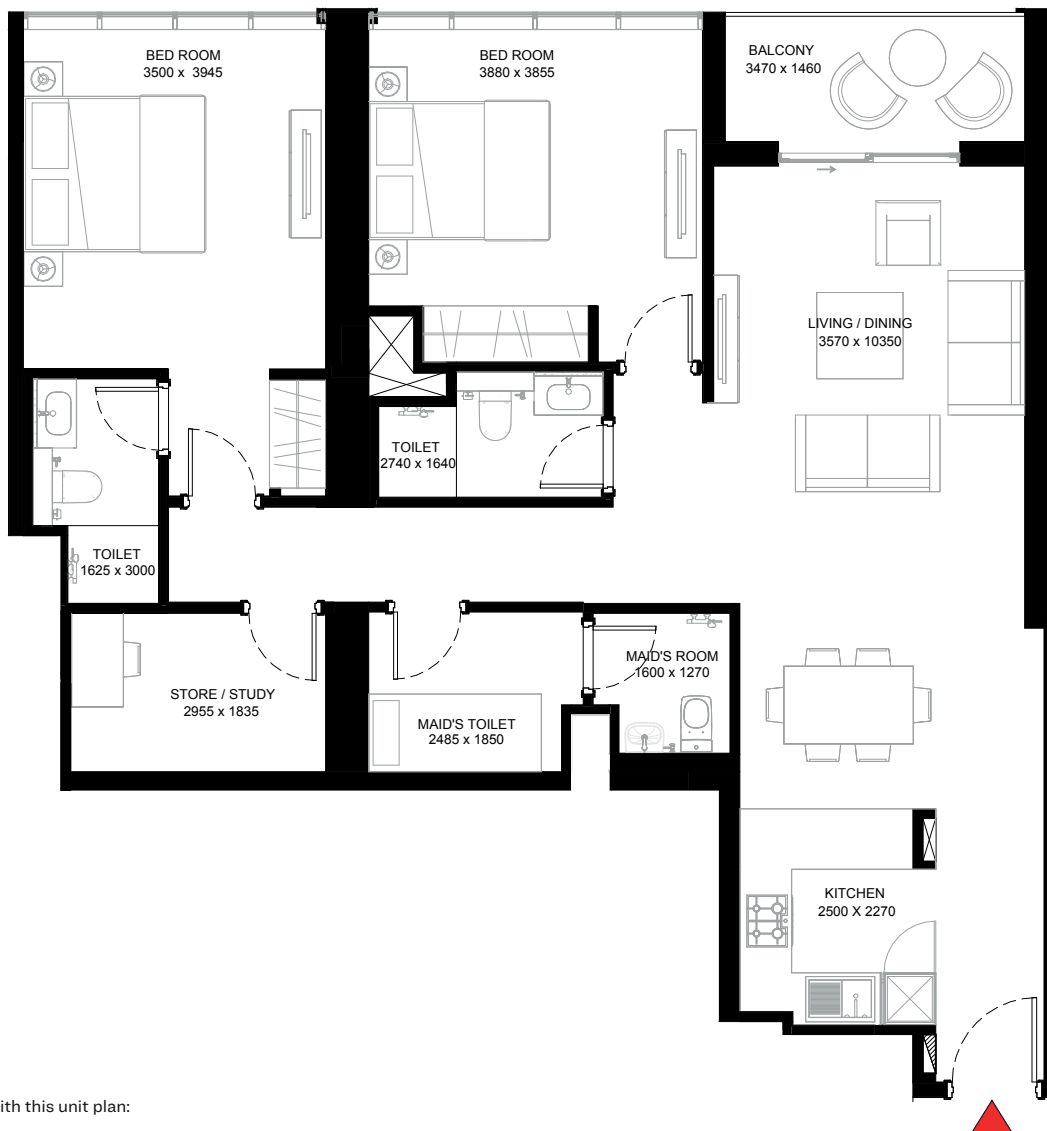 BED ROOM
3500 x 3945
BED ROOM
3880 x 3855
BALCONY
3470 x 1460
LIVING / DINING
3570 x 10350
TOILET
2740 x 1640
TOILET
1625 x 3000
MAID'S ROOM
1600 x 1270
STORE / STUDY
2955 x 1835
MAID'S TOILET
2485 x 1850
KITCHEN
2500 X 2270
ith this unit plan: